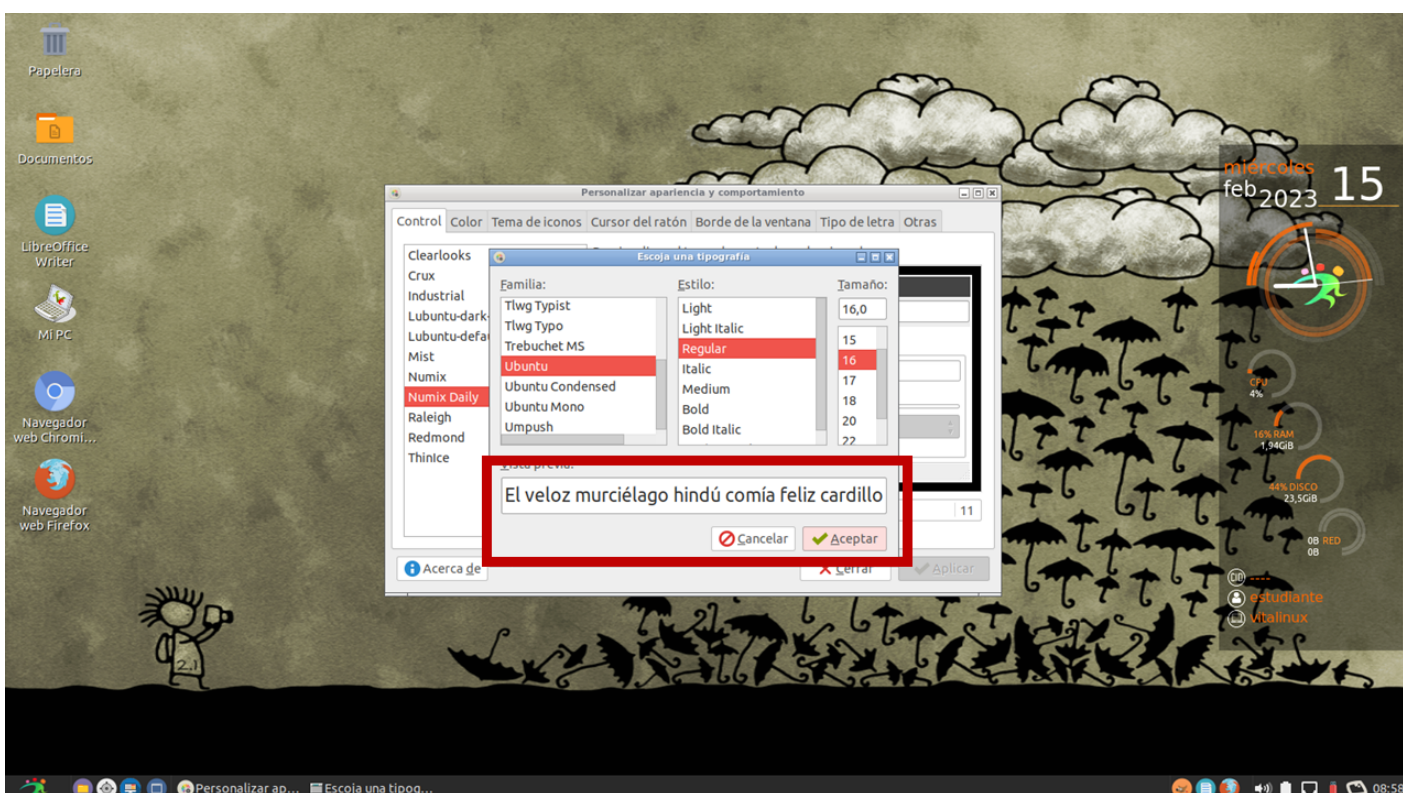 Papelera
Documentos
LibreOffice
Writer
Mi PC
Navegador
web Chromi...
Navegador
web Firefox
Personalizar apariencia y comportamiento
Control Color Tema de iconos Cursor del ratón Borde de la ventana Tipo de letra Otras
Clearlooks
Crux
Industrial
Lubuntu-dark-
Lubuntu-defau
Mist
Numix
Numix Daily
Raleigh
Redmond
ThinIce
Escoja una tipografía
Familia:
Estilo:
Tamaño:
Tlwg Typist
Tlwg Typo
Trebuchet MS
Ubuntu
Ubuntu Condensed
Ubuntu Mono
Umpush
Light
Light Italic
Regular
Italic
Medium
Bold
Bold Italic
16,0
15
16
17
18
20
22
Vista previa:
El veloz murciélago hindú comía feliz cardillo
Cancelar
Aceptar
11
Acerca de
Cerrar
Aplicar
miércoles
feb 2023 15
CPU
4%
16% RAM
1,94GiB
44% DISCO
23,5GiB
0B RED
0B
----
estudiante
vitalinux
2.1.
Personalizar ap...
Escoja una tipog...
08:58